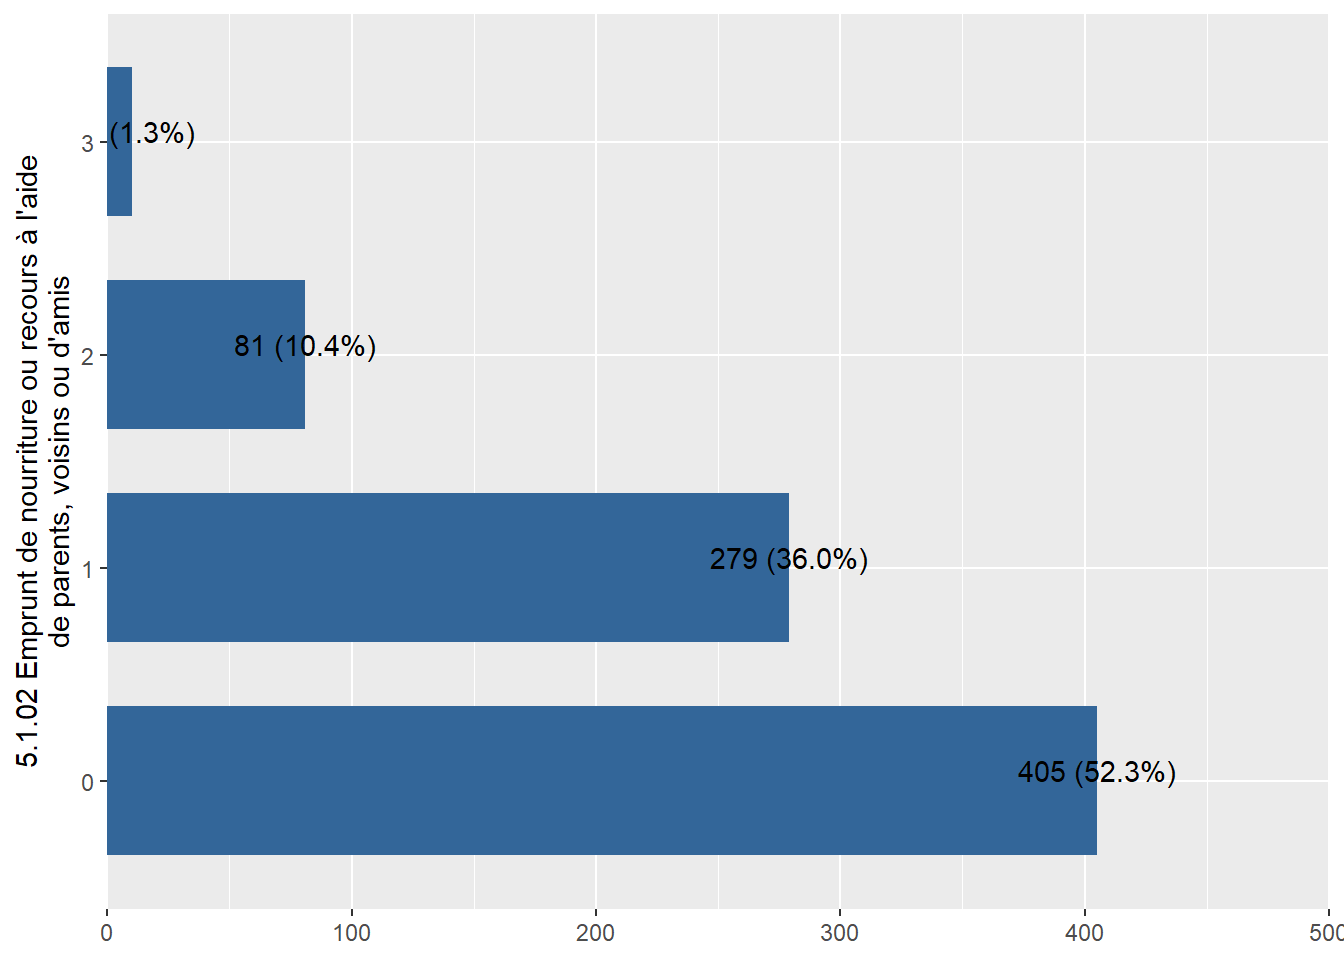 5.1.02 Emprunt de nourriture ou recours à l'aide
de parents, voisins ou d'amis
3
(1.3%)
2
81 (10.4%)
1
279 (36.0%)
0
405 (52.3%)
0 100 200 300 400 500